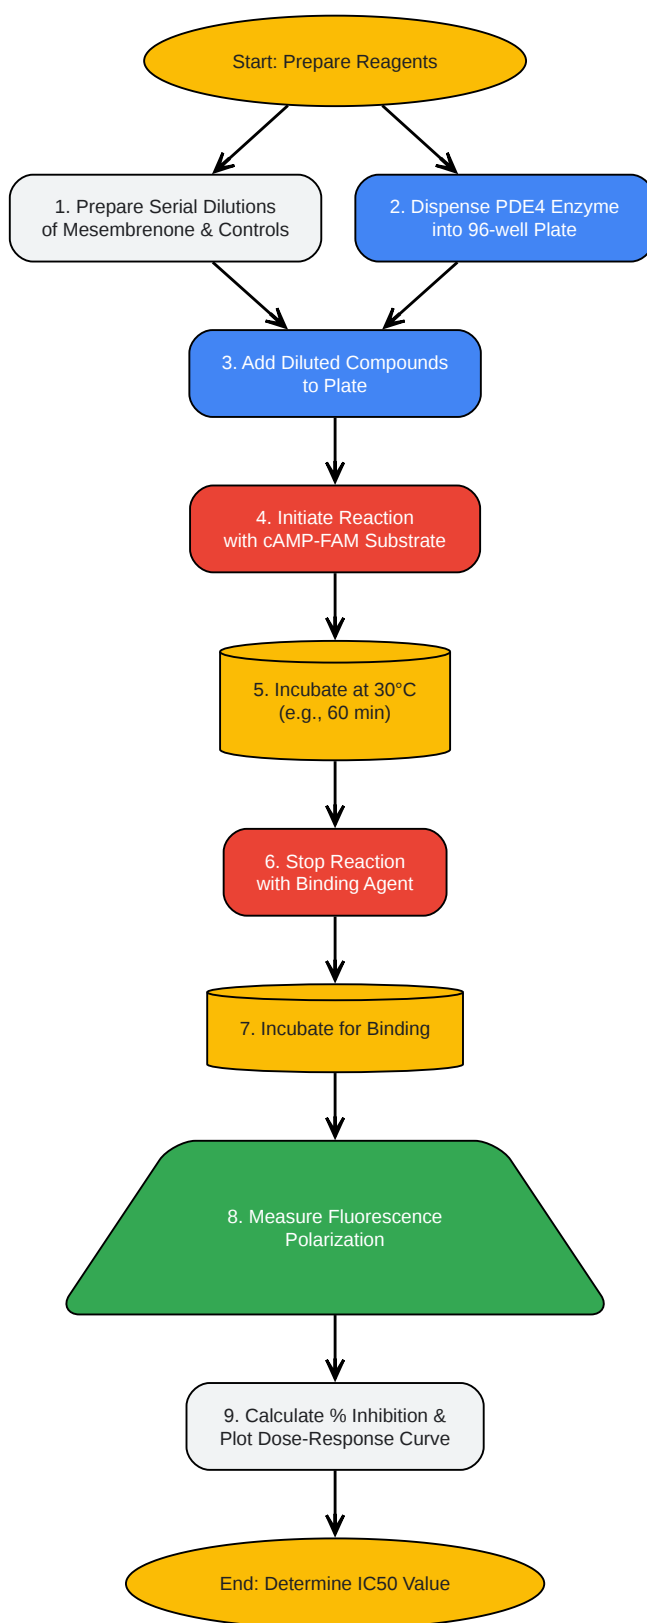 Start: Prepare Reagents
1. Prepare Serial Dilutions
of Mesembrenone & Controls
2. Dispense PDE4 Enzyme
into 96-well Plate
3. Add Diluted Compounds
to Plate
4. Initiate Reaction
with cAMP-FAM Substrate
5. Incubate at 30°C
(e.g., 60 min)
6. Stop Reaction
with Binding Agent
7. Incubate for Binding
8. Measure Fluorescence
Polarization
9. Calculate % Inhibition &
Plot Dose-Response Curve
End: Determine IC50 Value